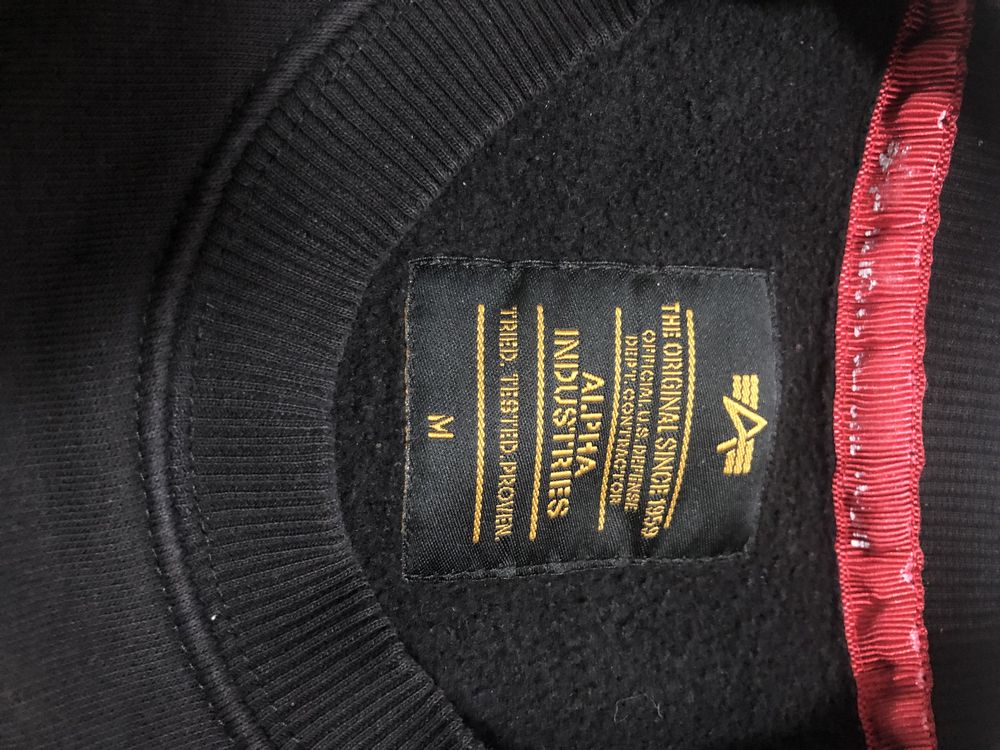 THE ORIGINAL SINCE 1959
OFFICIAL U.S. DEFENSE
DEPT. CONTRACTOR
ALPHA
INDUSTRIES
TRIED. TESTED. PROVEN.
M